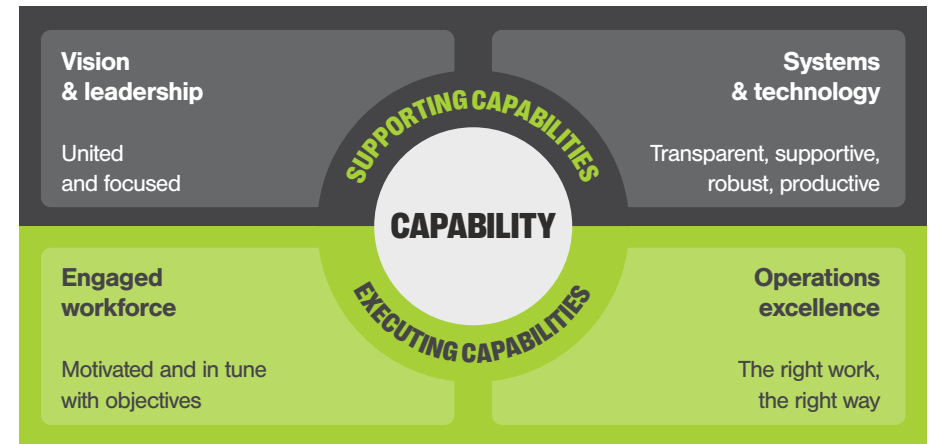 Vision
& leadership
United
and focused
Systems
& technology
Transparent, supportive,
robust, productive
SUPPORTING CAPABILITIES
CAPABILITY
EXECUTING CAPABILITIES
Engaged
workforce
Motivated and in tune
with objectives
Operations
excellence
The right work,
the right way